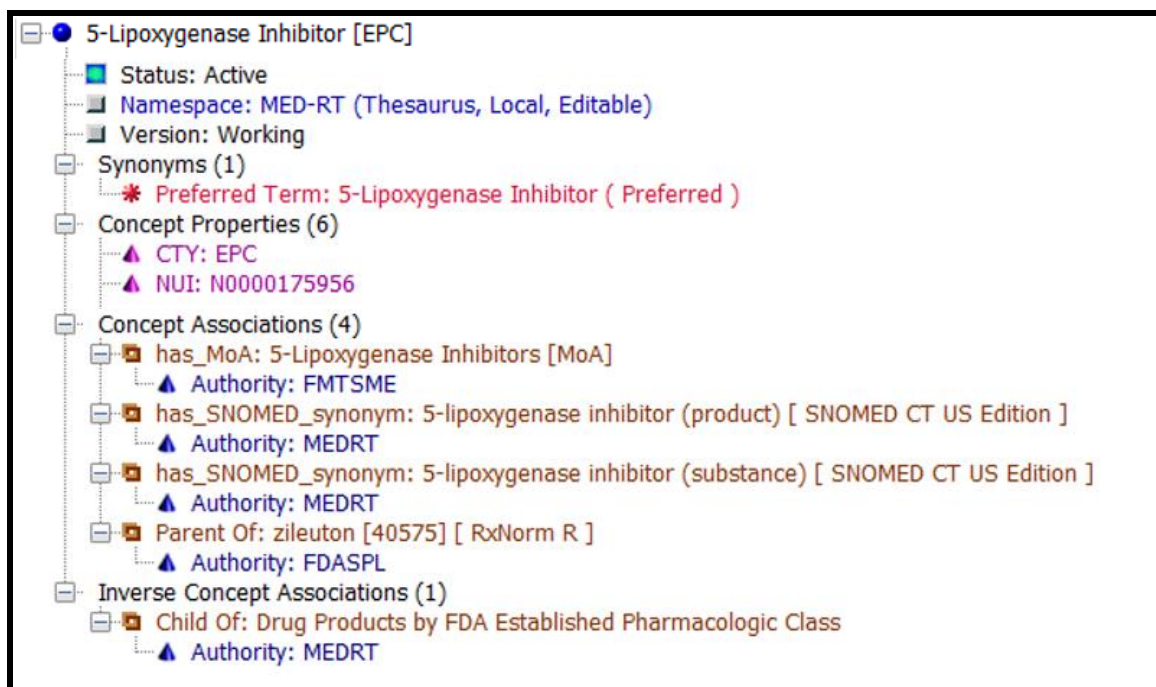 5-Lipoxygenase Inhibitor [EPC]
Status: Active
Namespace: MED-RT (Thesaurus, Local, Editable)
Version: Working
Synonyms (1)
Preferred Term: 5-Lipoxygenase Inhibitor ( Preferred )
Concept Properties (6)
CTY: EPC
NUI: N0000175956
Concept Associations (4)
has_MoA: 5-Lipoxygenase Inhibitors [MoA]
Authority: FMTSME
has_SNOMED_synonym: 5-lipoxygenase inhibitor (product) [ SNOMED CT US Edition ]
Authority: MEDRT
has_SNOMED_synonym: 5-lipoxygenase inhibitor (substance) [ SNOMED CT US Edition ]
Authority: MEDRT
Parent Of: zileuton [40575] [ RxNorm R ]
Authority: FDASPL
Inverse Concept Associations (1)
Child Of: Drug Products by FDA Established Pharmacologic Class
Authority: MEDRT